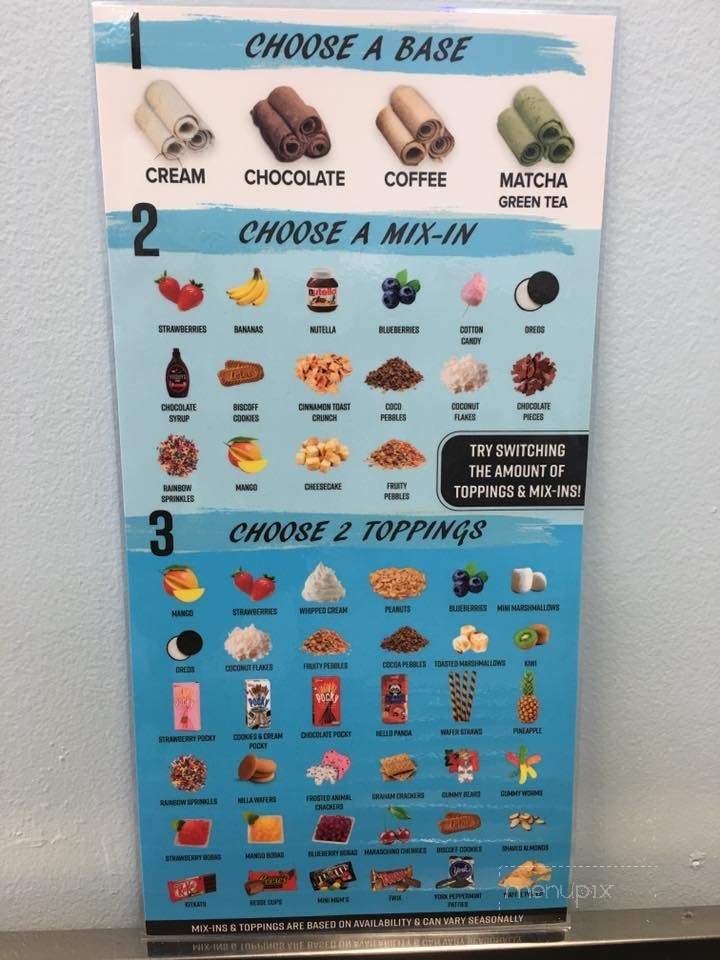 1
CHOOSE A BASE
CREAM
CHOCOLATE
COFFEE
MATCHA
GREEN TEA
2
CHOOSE A MIX-IN
STRAWBERRIES
BANANAS
NUTELLA
BLUEBERRIES
COTTON
CANDY
OREOS
CHOCOLATE
SYRUP
BISCOFF
COOKIES
CINNAMON TOAST
CRUNCH
COCO
PEBBLES
COCONUT
FLAKES
CHOCOLATE
PIECES
RAINBOW
SPRINKLES
MANGO
CHEESECAKE
FRUITY
PEBBLES
TRY SWITCHING
THE AMOUNT OF
TOPPINGS & MIX-INS!
3
CHOOSE 2 TOPPINGS
MANGO
STRAWBERRIES
WHIPPED CREAM
PEANUTS
BLUEBERRIES
MINI MARSHMALLOWS
OREOS
COCONUT FLAKES
FRUITY PEBBLES
COCOA PEBBLES
TOASTED MARSHMALLOWS
KIWI
STRAWBERRY POCKY
COOKIES & CREAM
POCKY
CHOCOLATE POCKY
HELLO PANDA
WAFER STRAWS
PINEAPPLE
RAINBOW SPRINKLES
NILLA WAFERS
FROSTED ANIMAL
CRACKERS
GRAHAM CRACKERS
GUMMY BEARS
GUMMY WORMS
STRAWBERRY BOBAS
MANGO BOBAS
BLUEBERRY BOBAS
MARASCHINO CHERRIES
BISCOFF COOKIES
SHAVED ALMONDS
KITKATS
REESE CUPS
MINI M&M'S
TWIX
YORK PEPPERMINT
PATTIES
menupix
MIX-INS & TOPPINGS ARE BASED ON AVAILABILITY & CAN VARY SEASONALLY